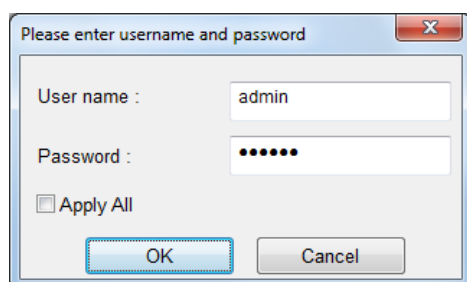 Please enter username and password
User name : admin
Password : ••••••
Apply All
OK Cancel